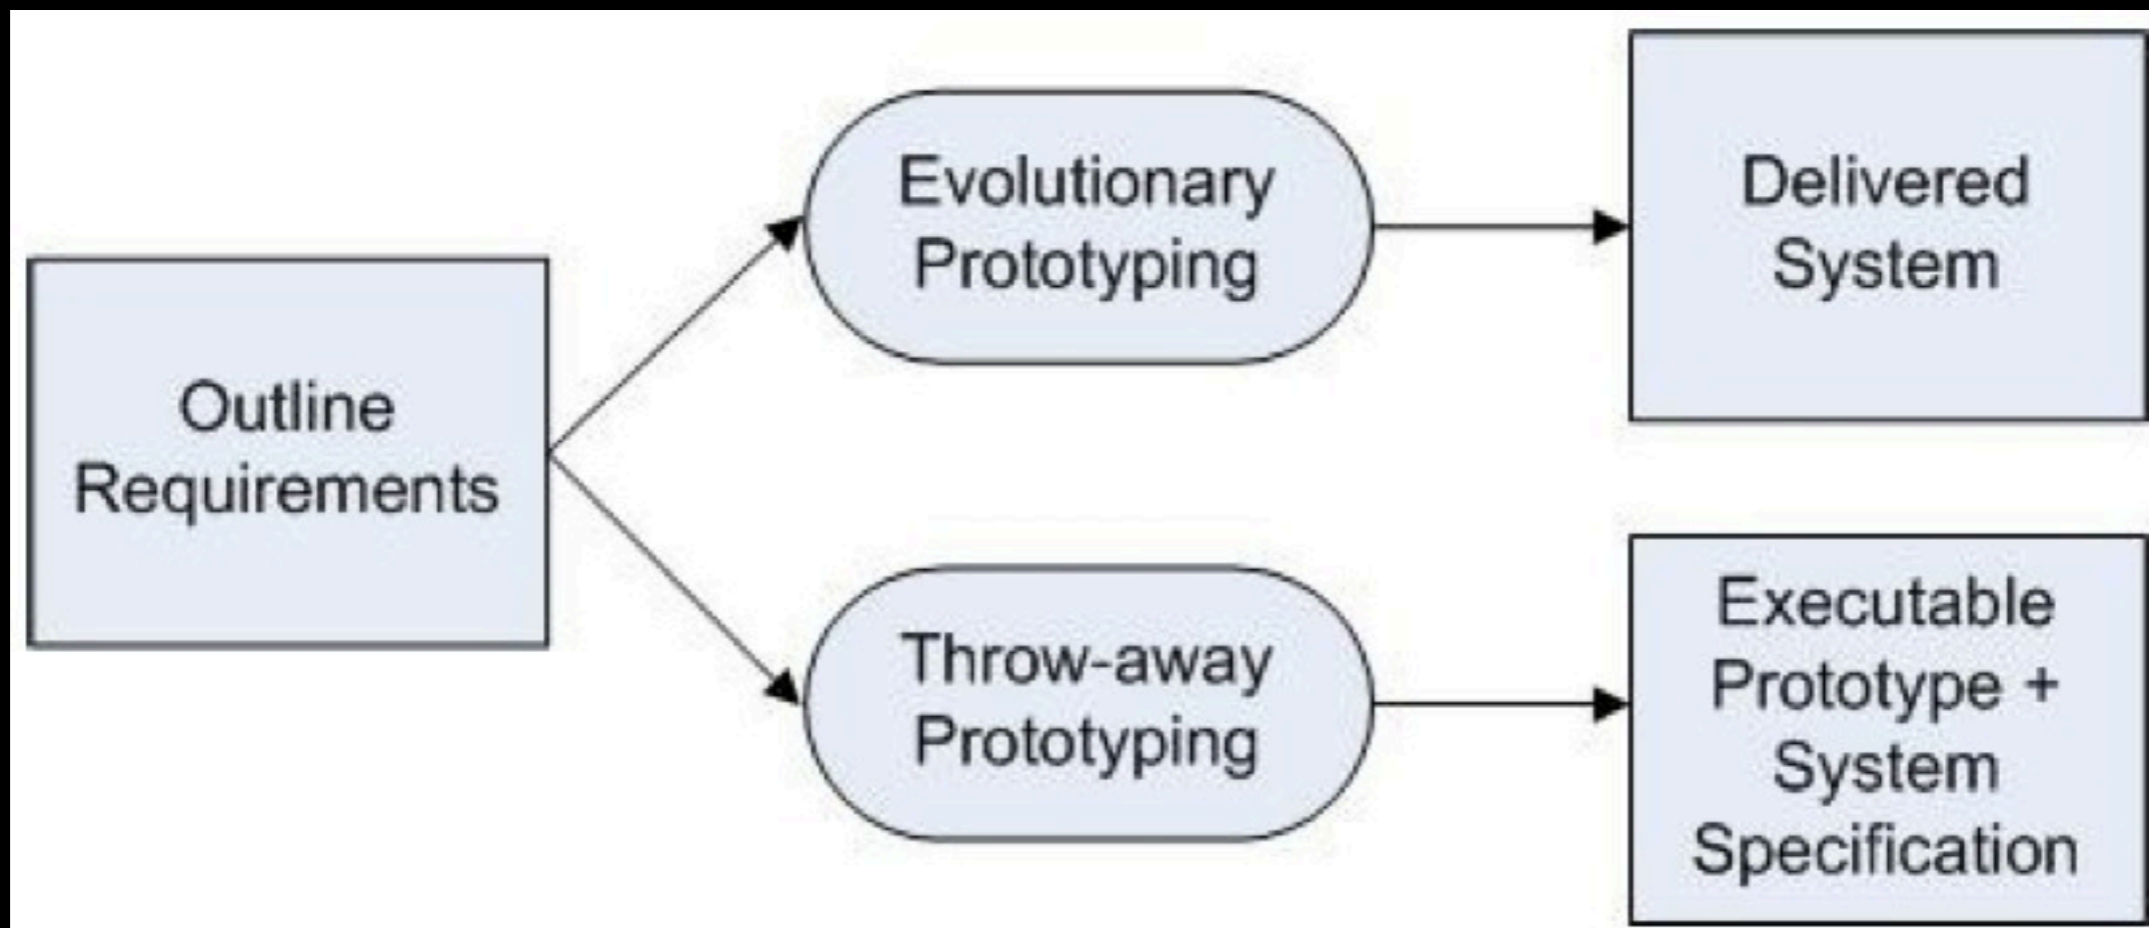 Outline
Requirements
Evolutionary
Prototyping
Delivered
System
Throw-away
Prototyping
Executable
Prototype +
System
Specification